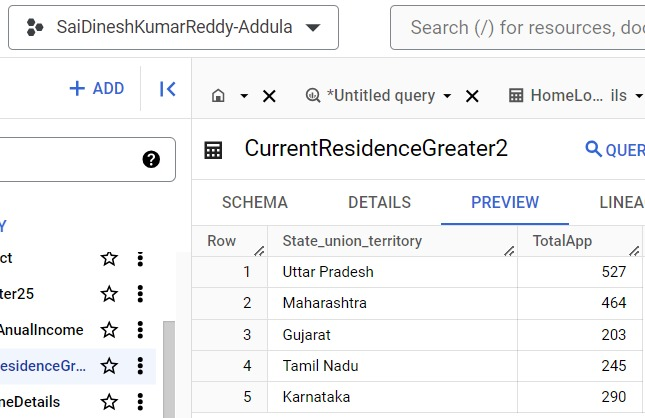 SaiDineshKumarReddy-Addula
Search (/) for resources, doc
+ ADD
*Untitled query
HomeLo... ils
CurrentResidenceGreater2
QUER
SCHEMA DETAILS PREVIEW LINEA
Y
ct
ter25
AnualIncome
esidenceGr...
meDetails
Row State_union_territory TotalApp
1 Uttar Pradesh 527
2 Maharashtra 464
3 Gujarat 203
4 Tamil Nadu 245
5 Karnataka 290